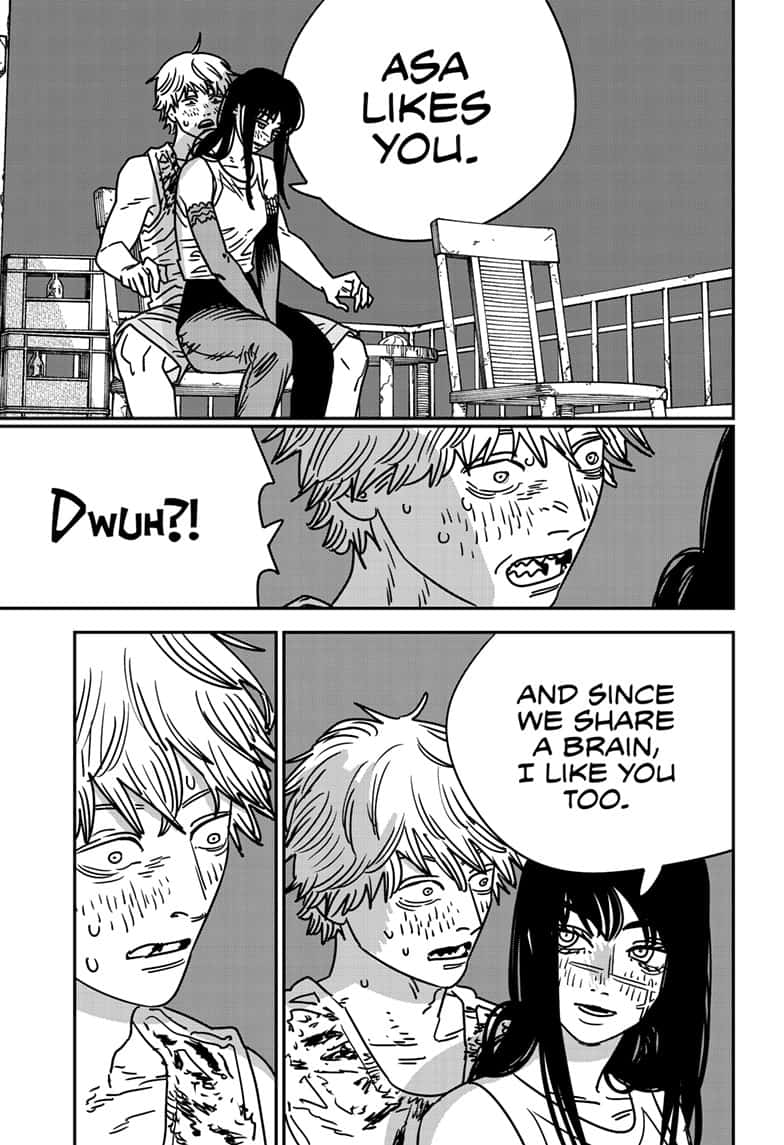 ASA
LIKES
YOU.
DWUH?!
AND SINCE
WE SHARE
A BRAIN,
I LIKE YOU
TOO.